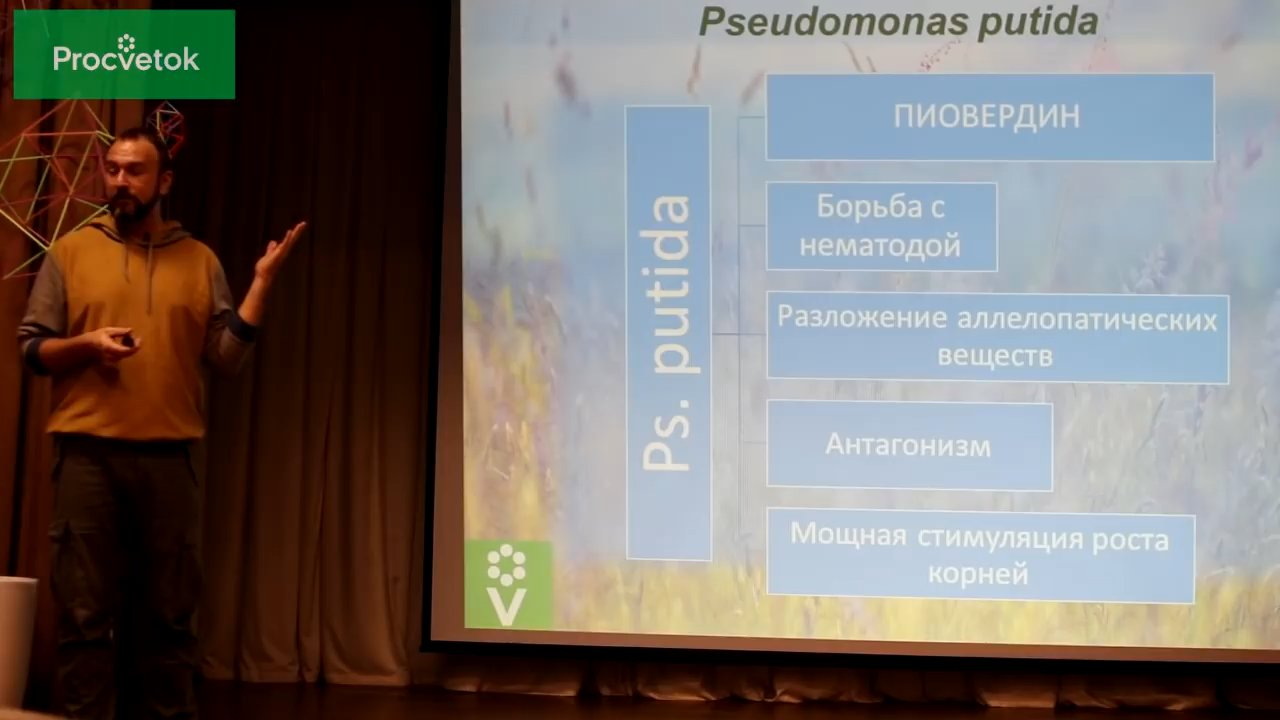 Procvetok
Pseudomonas putida
Ps. putida
ПИОВЕРДИН
Борьба с
нематодой
Разложение аллелопатических
веществ
Антагонизм
Мощная стимуляция роста
корней